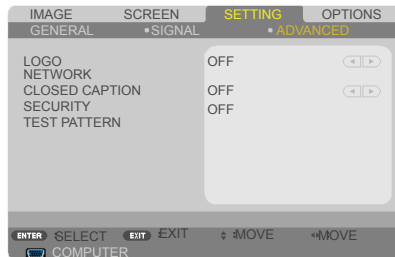 IMAGE SCREEN SETTING OPTIONS
GENERAL •SIGNAL •ADVANCED
LOGO OFF
NETWORK
CLOSED CAPTION OFF
SECURITY OFF
TEST PATTERN
ENTER :SELECT EXIT :EXIT :MOVE :MOVE
COMPUTER